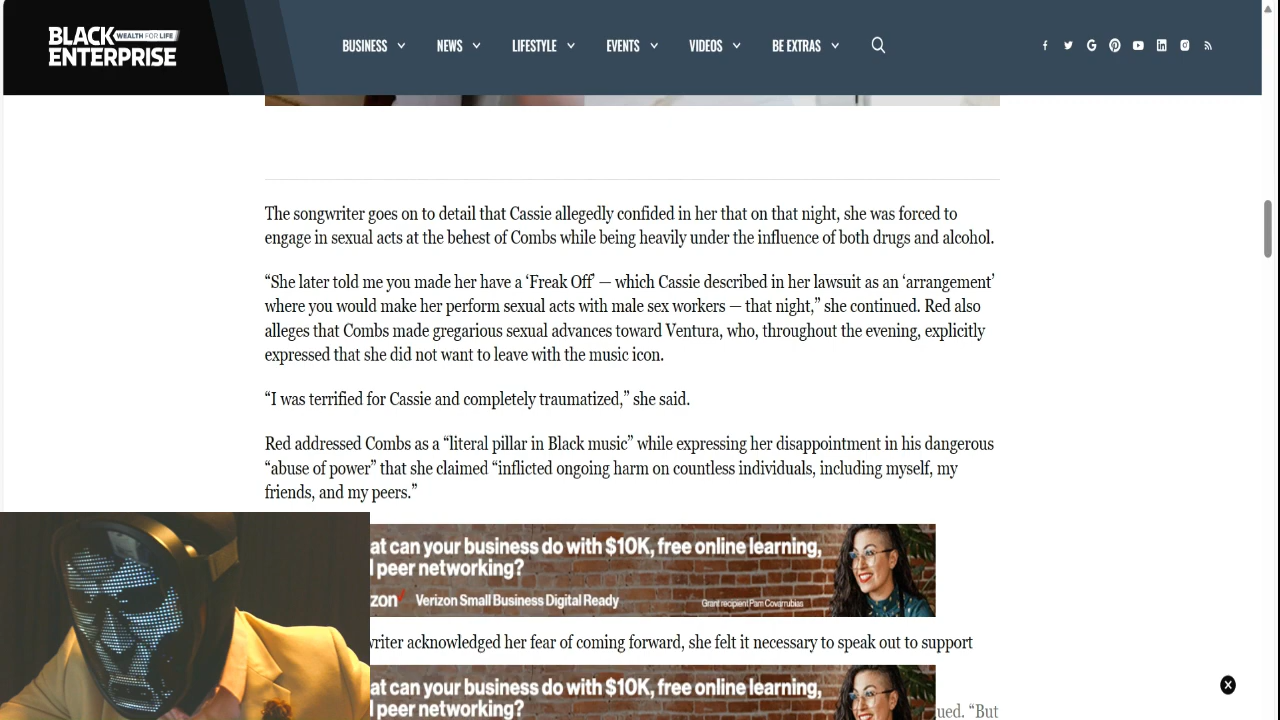 BLACK WEALTH FOR LIFE
ENTERPRISE
BUSINESS NEWS LIFESTYLE EVENTS VIDEOS BE EXTRAS
The songwriter goes on to detail that Cassie allegedly confided in her that on that night, she was forced to
engage in sexual acts at the behest of Combs while being heavily under the influence of both drugs and alcohol.
“She later told me you made her have a ‘Freak Off’ — which Cassie described in her lawsuit as an ‘arrangement’
where you would make her perform sexual acts with male sex workers — that night,” she continued. Red also
alleges that Combs made gregarious sexual advances toward Ventura, who, throughout the evening, explicitly
expressed that she did not want to leave with the music icon.
“I was terrified for Cassie and completely traumatized,” she said.
Red addressed Combs as a “literal pillar in Black music” while expressing her disappointment in his dangerous
“abuse of power” that she claimed “inflicted ongoing harm on countless individuals, including myself, my
friends, and my peers.”
at can your business do with $10K, free online learning,
peer networking?
zon Verizon Small Business Digital Ready Grant recipient Pam Covarrubias
writer acknowledged her fear of coming forward, she felt it necessary to speak out to support
at can your business do with $10K, free online learning,
peer networking?
ued. “But